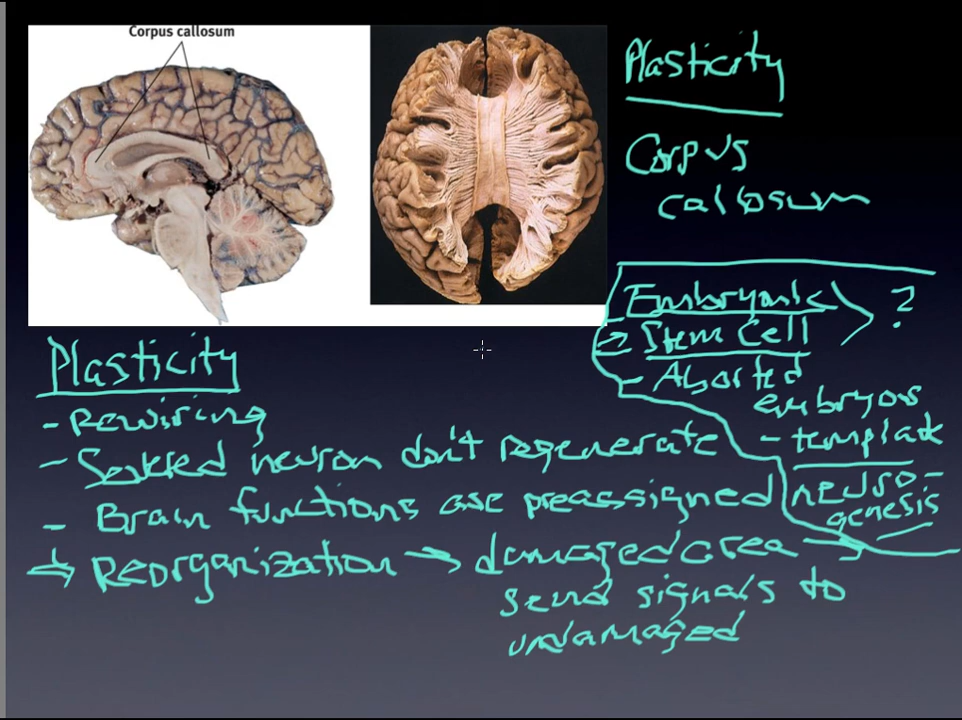 Corpus callosum
Plasticity
Corpus
callosum
Embryonic
Stem Cell
?
- Aborted
embryos
- template
neuro-
genesis
Plasticity
- Rewiring
- neuron don't regenerate
- Brain functions are preassigned
Reorganization → damaged area →
send signals to
undamaged